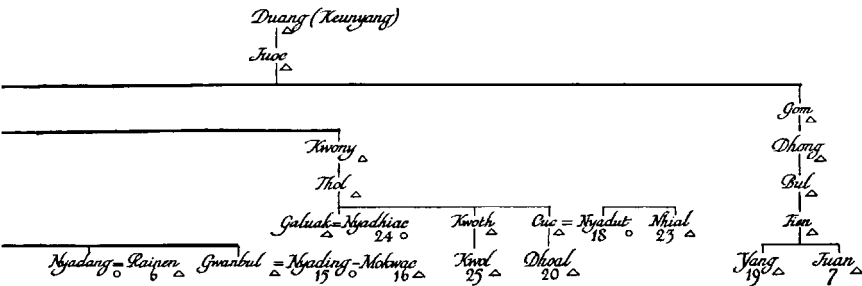 Duang (Keunyang)
Juoc
Gom
Kwony
Dhong
Thol
Bul
Galuak = Nyadhiac Kwoth Cuc = Nyadut Nhial Tien
24 18 23
Nyadang = Rainen Gwanbul = Nyading - Mokwac Kwol Dhoal Yang Juan
6 15 16 25 20 19 7